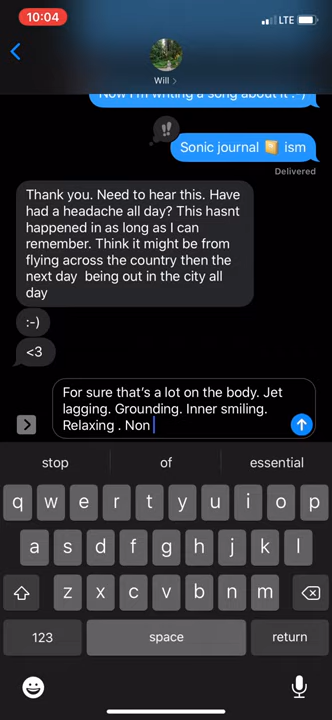 10:04
LTE
Will >
Now I'm writing a song about it :-)
!!
Sonic journal 📔 ism
Delivered
Thank you. Need to hear this. Have
had a headache all day? This hasnt
happened in as long as I can
remember. Think it might be from
flying across the country then the
next day being out in the city all
day
:-)
<3
For sure that's a lot on the body. Jet
lagging. Grounding. Inner smiling.
Relaxing . Non
stop of essential
q w e r t y u i o p
a s d f g h j k l
z x c v b n m
123 space return